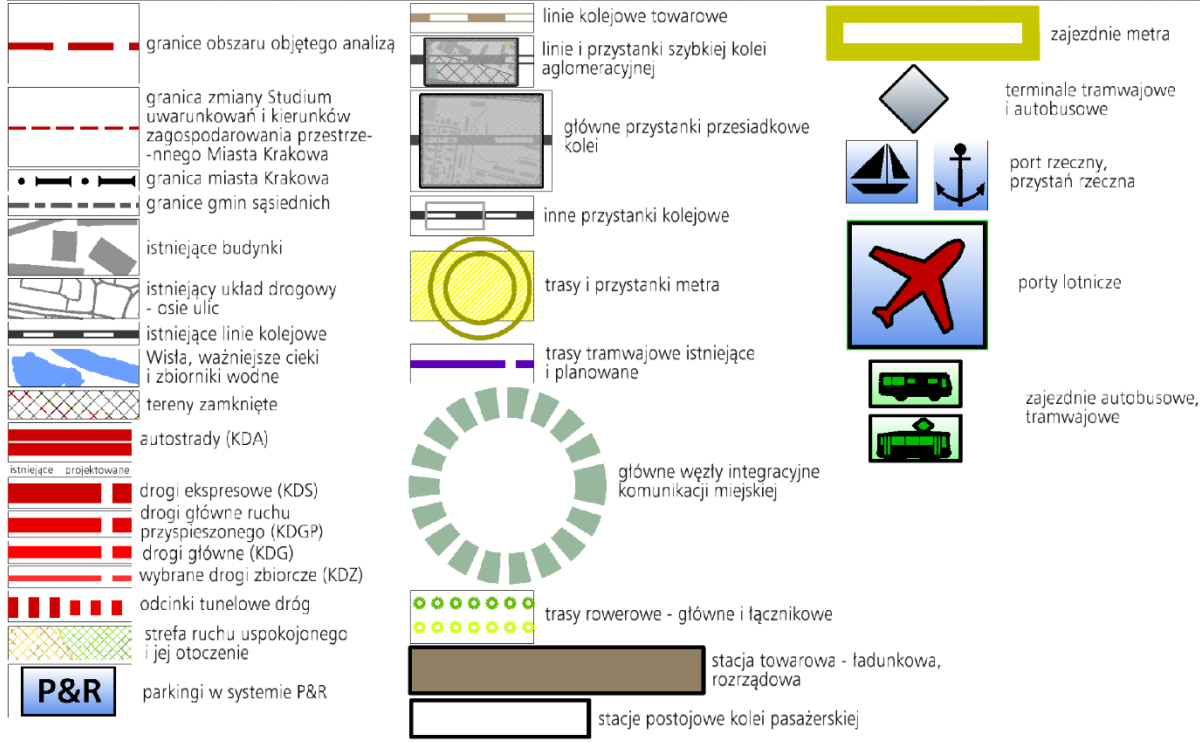 granice obszaru objętego analizą
granica zmiany Studium
uwarunkowań i kierunków
zagospodarowania przestrze-
-nnego Miasta Krakowa
granica miasta Krakowa
granice gmin sąsiednich
istniejące budynki
istniejący układ drogowy
- osie ulic
istniejące linie kolejowe
Wisła, ważniejsze cieki
i zbiorniki wodne
tereny zamknięte
autostrady (KDA)
istniejące projektowane
drogi ekspresowe (KDS)
drogi główne ruchu
przyspieszonego (KDGP)
drogi główne (KDG)
wybrane drogi zbiorcze (KDZ)
odcinki tunelowe dróg
strefa ruchu uspokojonego
i jej otoczenie
P&R
parkingi w systemie P&R
linie kolejowe towarowe
linie i przystanki szybkiej kolei
aglomeracyjnej
główne przystanki przesiadkowe
kolei
inne przystanki kolejowe
trasy i przystanki metra
trasy tramwajowe istniejące
i planowane
główne węzły integracyjne
komunikacji miejskiej
trasy rowerowe - główne i łącznikowe
stacja towarowa - ładunkowa,
rozrządowa
stacje postojowe kolei pasażerskiej
zajezdnie metra
terminale tramwajowe
i autobusowe
port rzeczny,
przystań rzeczna
porty lotnicze
zajezdnie autobusowe,
tramwajowe